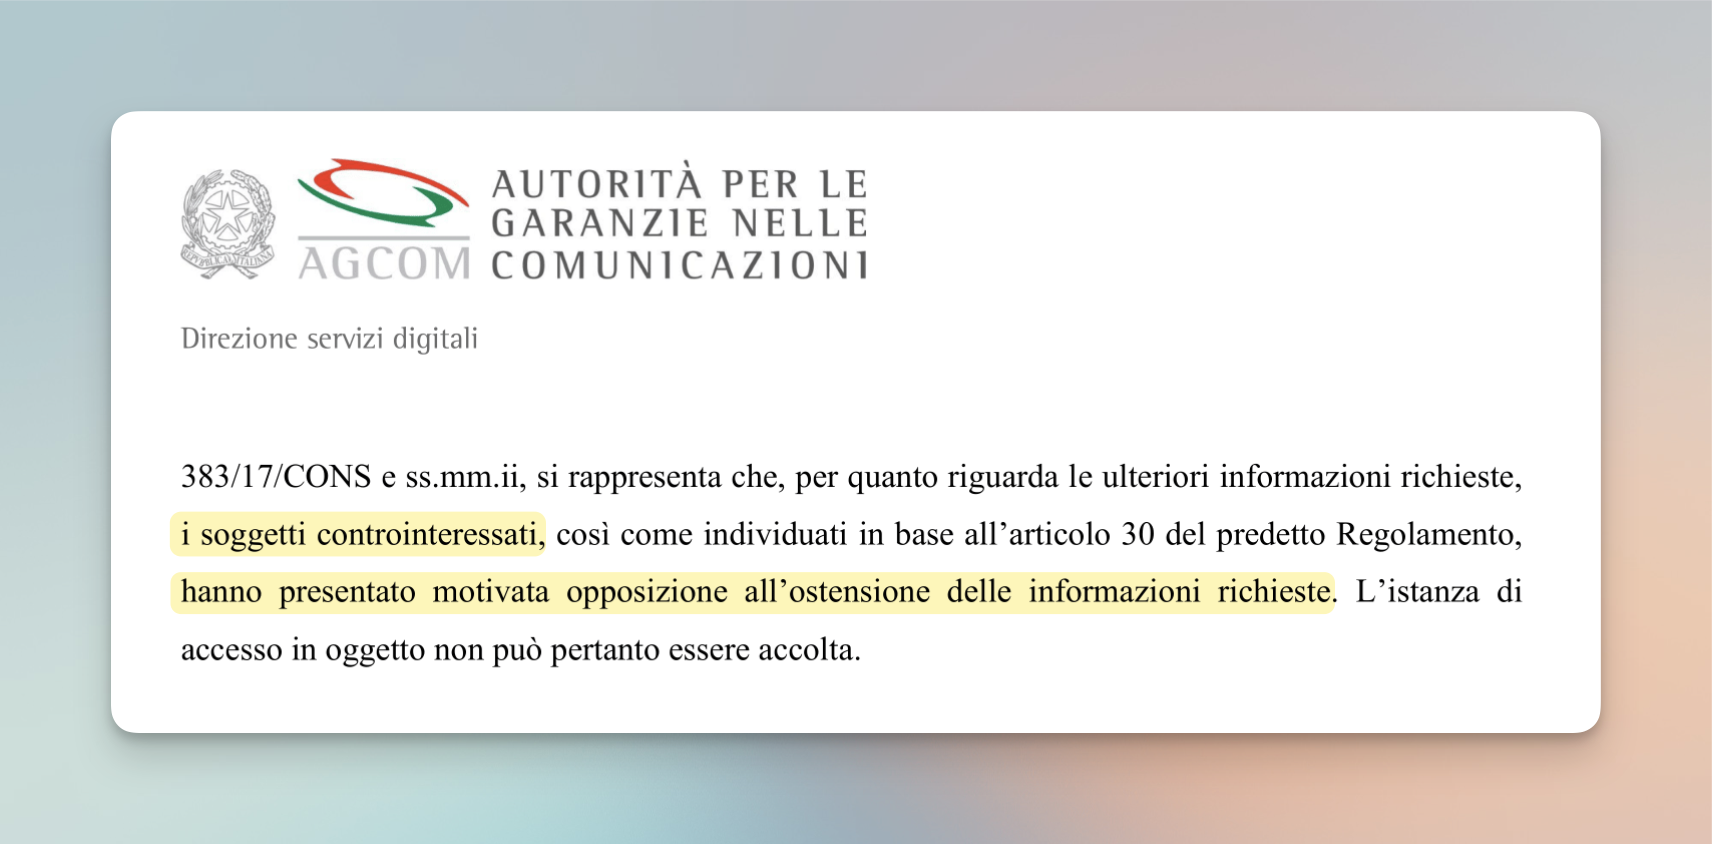 AUTORITÀ PER LE
GARANZIE NELLE
COMUNICAZIONI
AGCOM
REPUBBLICA ITALIANA
Direzione servizi digitali
383/17/CONS e ss.mm.ii, si rappresenta che, per quanto riguarda le ulteriori informazioni richieste,
i soggetti controinteressati, così come individuati in base all’articolo 30 del predetto Regolamento,
hanno presentato motivata opposizione all’ostensione delle informazioni richieste. L’istanza di
accesso in oggetto non può pertanto essere accolta.